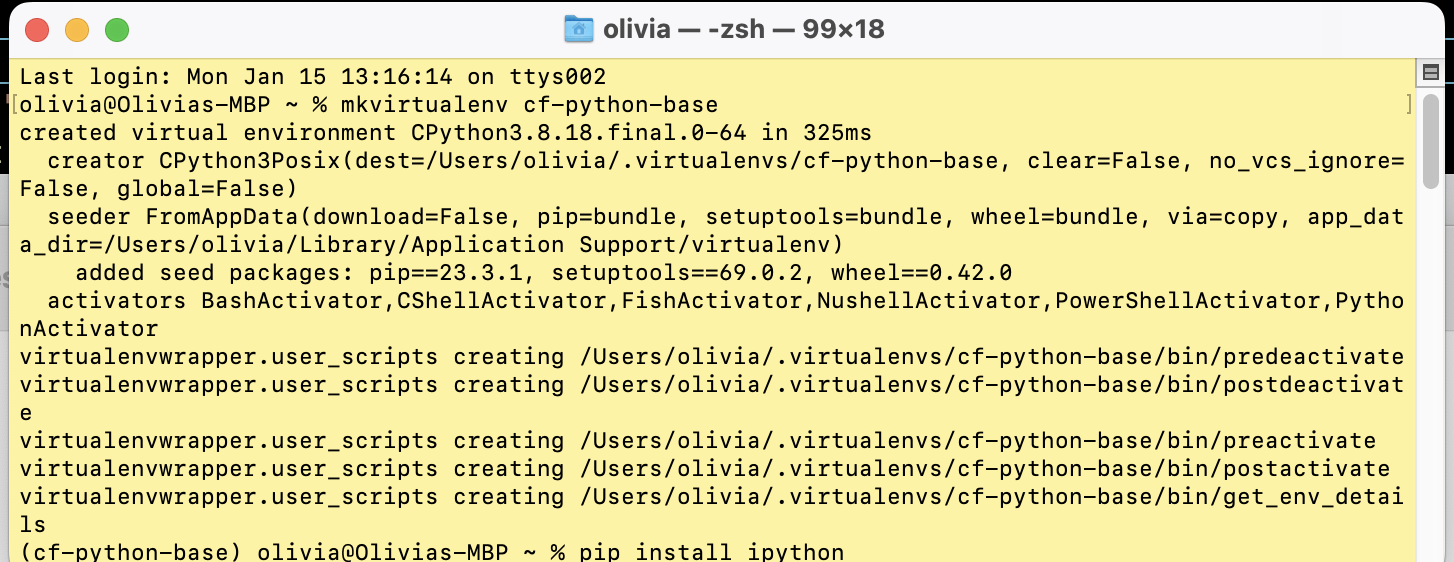 olivia — -zsh — 99×18
Last login: Mon Jan 15 13:16:14 on ttys002
[olivia@Olivias-MBP ~ % mkvirtualenv cf-python-base ]
created virtual environment CPython3.8.18.final.0-64 in 325ms
  creator CPython3Posix(dest=/Users/olivia/.virtualenvs/cf-python-base, clear=False, no_vcs_ignore=
False, global=False)
  seeder FromAppData(download=False, pip=bundle, setuptools=bundle, wheel=bundle, via=copy, app_dat
a_dir=/Users/olivia/Library/Application Support/virtualenv)
    added seed packages: pip==23.3.1, setuptools==69.0.2, wheel==0.42.0
  activators BashActivator,CShellActivator,FishActivator,NushellActivator,PowerShellActivator,Pytho
nActivator
virtualenvwrapper.user_scripts creating /Users/olivia/.virtualenvs/cf-python-base/bin/predeactivate
virtualenvwrapper.user_scripts creating /Users/olivia/.virtualenvs/cf-python-base/bin/postdeactivat
e
virtualenvwrapper.user_scripts creating /Users/olivia/.virtualenvs/cf-python-base/bin/preactivate
virtualenvwrapper.user_scripts creating /Users/olivia/.virtualenvs/cf-python-base/bin/postactivate
virtualenvwrapper.user_scripts creating /Users/olivia/.virtualenvs/cf-python-base/bin/get_env_detai
ls
(cf-python-base) olivia@Olivias-MBP ~ % pip install ipython